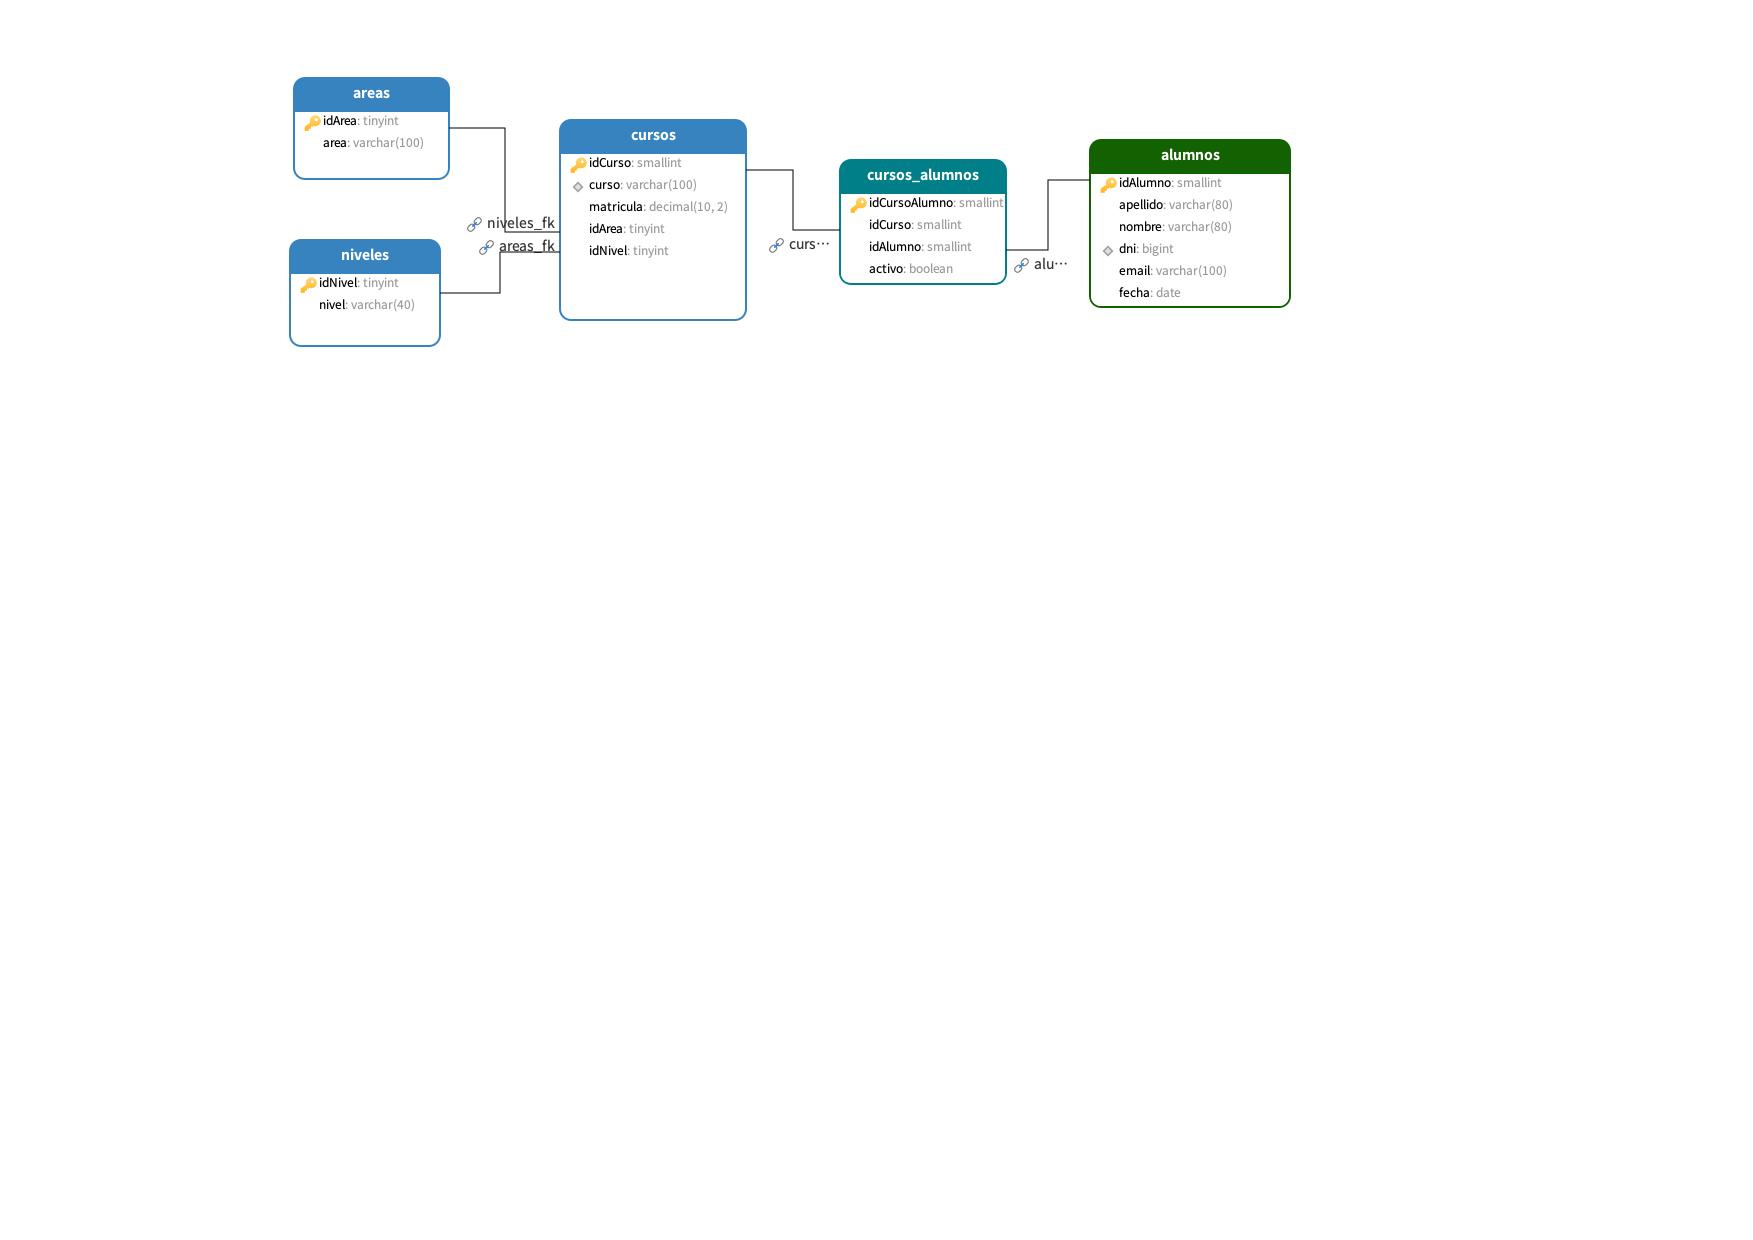 areas
idArea: tinyint
area: varchar(100)
niveles
idNivel: tinyint
nivel: varchar(40)
niveles_fk
areas_fk
cursos
idCurso: smallint
curso: varchar(100)
matricula: decimal(10, 2)
idArea: tinyint
idNivel: tinyint
curs…
cursos_alumnos
idCursoAlumno: smallint
idCurso: smallint
idAlumno: smallint
activo: boolean
alu…
alumnos
idAlumno: smallint
apellido: varchar(80)
nombre: varchar(80)
dni: bigint
email: varchar(100)
fecha: date